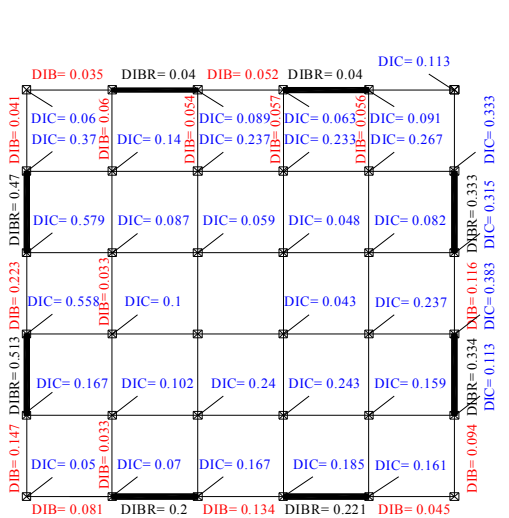 DIC= 0.113
DIB= 0.035 DIBR= 0.04 DIB= 0.052 DIBR= 0.04
DIB= 0.041
DIC= 0.06
DIB= 0.06
DIB= 0.054
DIC= 0.089
DIB= 0.057
DIC= 0.063
DIB= 0.056
DIC= 0.091
DIC= 0.333
DIC= 0.37
DIC= 0.14
DIC= 0.237
DIC= 0.233
DIC= 0.267
DIBR= 0.47
DIC= 0.579
DIC= 0.087
DIC= 0.059
DIC= 0.048
DIC= 0.082
DIBR= 0.333
DIC= 0.315
DIB= 0.223
DIC= 0.558
DIB= 0.033
DIC= 0.1
DIC= 0.043
DIC= 0.237
DIB= 0.116
DIC= 0.383
DIBR= 0.513
DIC= 0.167
DIC= 0.102
DIC= 0.24
DIC= 0.243
DIC= 0.159
DIBR= 0.334
DIC= 0.113
DIB= 0.147
DIC= 0.05
DIB= 0.033
DIC= 0.07
DIC= 0.167
DIC= 0.185
DIC= 0.161
DIB= 0.094
DIB= 0.081 DIBR= 0.2 DIB= 0.134 DIBR= 0.221 DIB= 0.045